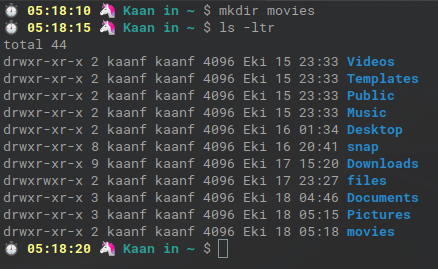 ⏱ 05:18:10 🦄 Kaan in ~ $ mkdir movies
⏱ 05:18:15 🦄 Kaan in ~ $ ls -ltr
total 44
drwxr-xr-x 2 kaanf kaanf 4096 Eki 15 23:33 Videos
drwxr-xr-x 2 kaanf kaanf 4096 Eki 15 23:33 Templates
drwxr-xr-x 2 kaanf kaanf 4096 Eki 15 23:33 Public
drwxr-xr-x 2 kaanf kaanf 4096 Eki 15 23:33 Music
drwxr-xr-x 2 kaanf kaanf 4096 Eki 16 01:34 Desktop
drwxr-xr-x 8 kaanf kaanf 4096 Eki 16 20:41 snap
drwxr-xr-x 9 kaanf kaanf 4096 Eki 17 15:20 Downloads
drwxrwxr-x 2 kaanf kaanf 4096 Eki 17 23:27 files
drwxr-xr-x 3 kaanf kaanf 4096 Eki 18 04:46 Documents
drwxr-xr-x 3 kaanf kaanf 4096 Eki 18 05:15 Pictures
drwxr-xr-x 2 kaanf kaanf 4096 Eki 18 05:18 movies
⏱ 05:18:20 🦄 Kaan in ~ $